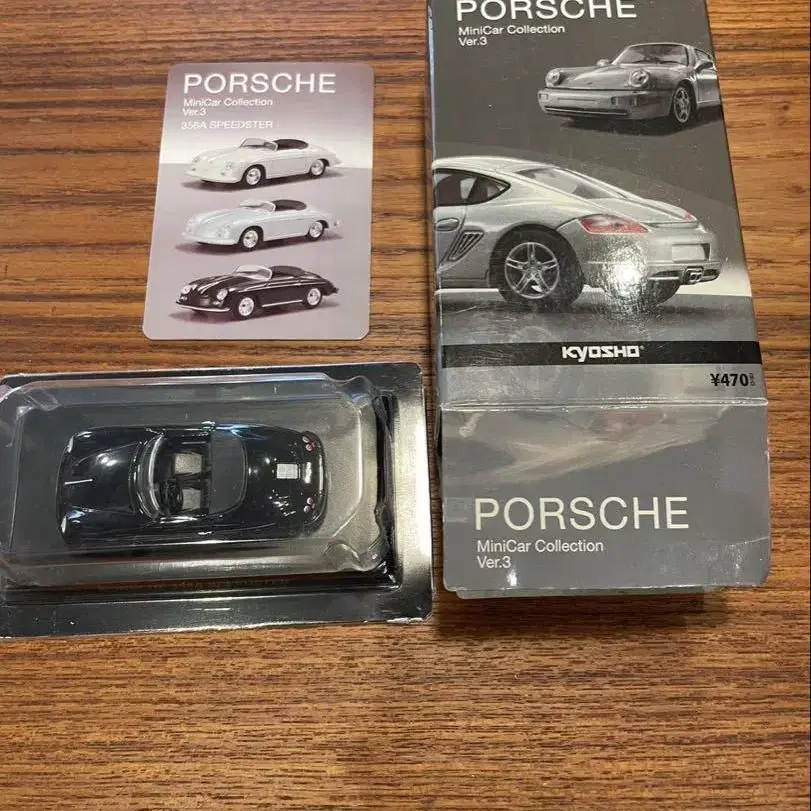 PORSCHE
MiniCar Collection
Ver.3
PORSCHE
MiniCar Collection
Ver.3
356A SPEEDSTER
KYOSHO
¥470
PORSCHE
MiniCar Collection
Ver.3